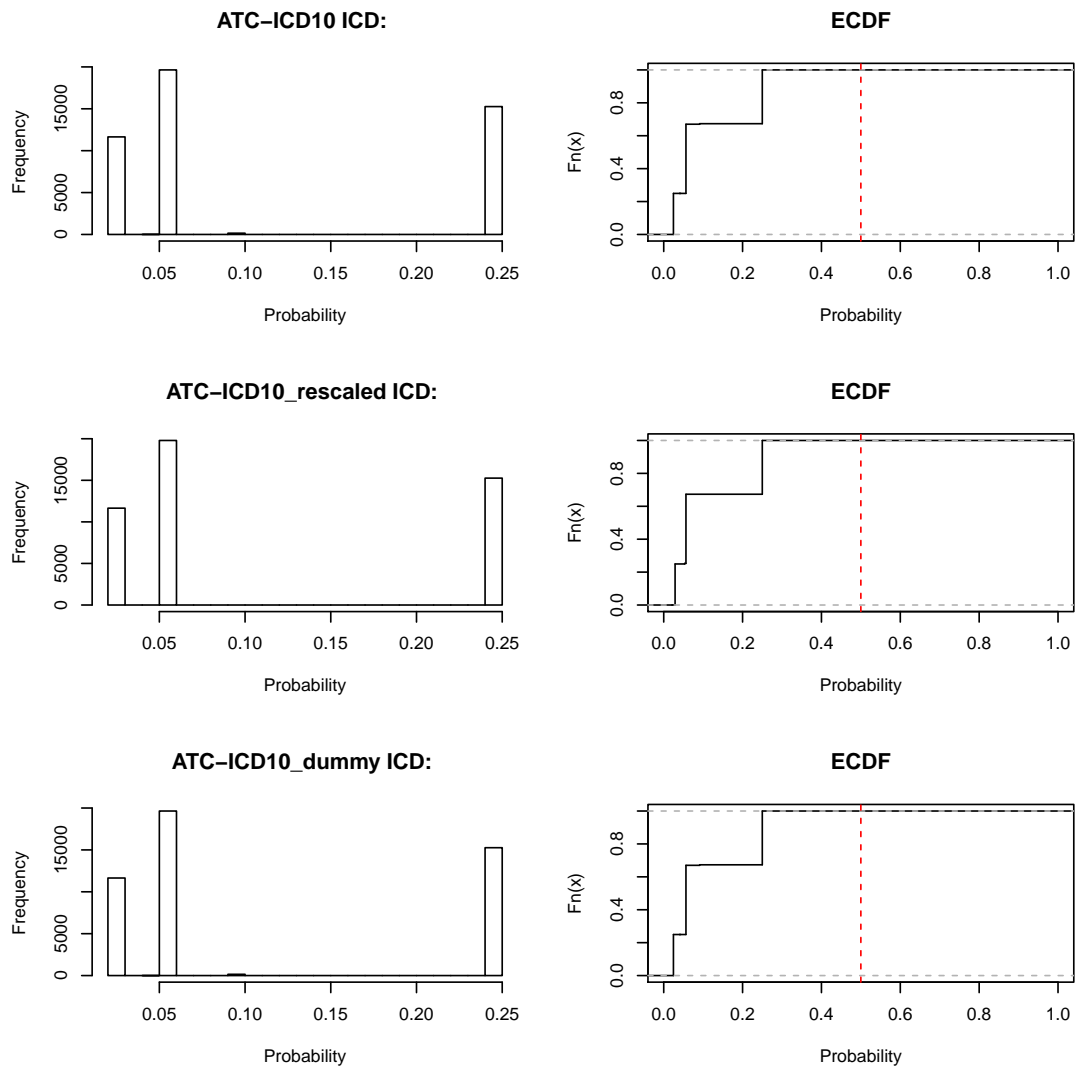 ATC−ICD10 ICD:
Frequency
0 5000 15000
0.05 0.10 0.15 0.20 0.25
Probability
ECDF
Fn(x)
0.0 0.4 0.8
0.0 0.2 0.4 0.6 0.8 1.0
Probability
ATC−ICD10_rescaled ICD:
Frequency
0 5000 15000
0.05 0.10 0.15 0.20 0.25
Probability
ECDF
Fn(x)
0.0 0.4 0.8
0.0 0.2 0.4 0.6 0.8 1.0
Probability
ATC−ICD10_dummy ICD:
Frequency
0 5000 15000
0.05 0.10 0.15 0.20 0.25
Probability
ECDF
Fn(x)
0.0 0.4 0.8
0.0 0.2 0.4 0.6 0.8 1.0
Probability